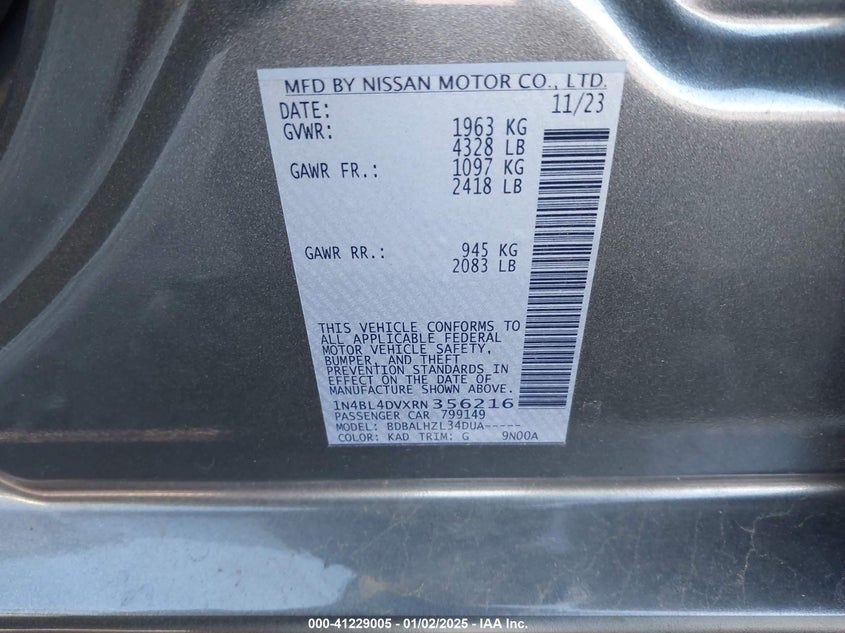 MFD BY NISSAN MOTOR CO., LTD.
DATE: 11/23
GVWR: 1963 KG
4328 LB
GAWR FR.: 1097 KG
2418 LB
GAWR RR.: 945 KG
2083 LB
THIS VEHICLE CONFORMS TO
ALL APPLICABLE FEDERAL
MOTOR VEHICLE SAFETY,
BUMPER, AND THEFT
PREVENTION STANDARDS IN
EFFECT ON THE DATE OF
MANUFACTURE SHOWN ABOVE.
1N4BL4DVXRN356216
PASSENGER CAR 799149
MODEL: BDBALHZL34DUA-----
COLOR: KAD TRIM: G 9N00A
000-41229005 - 01/02/2025 - IAA Inc.